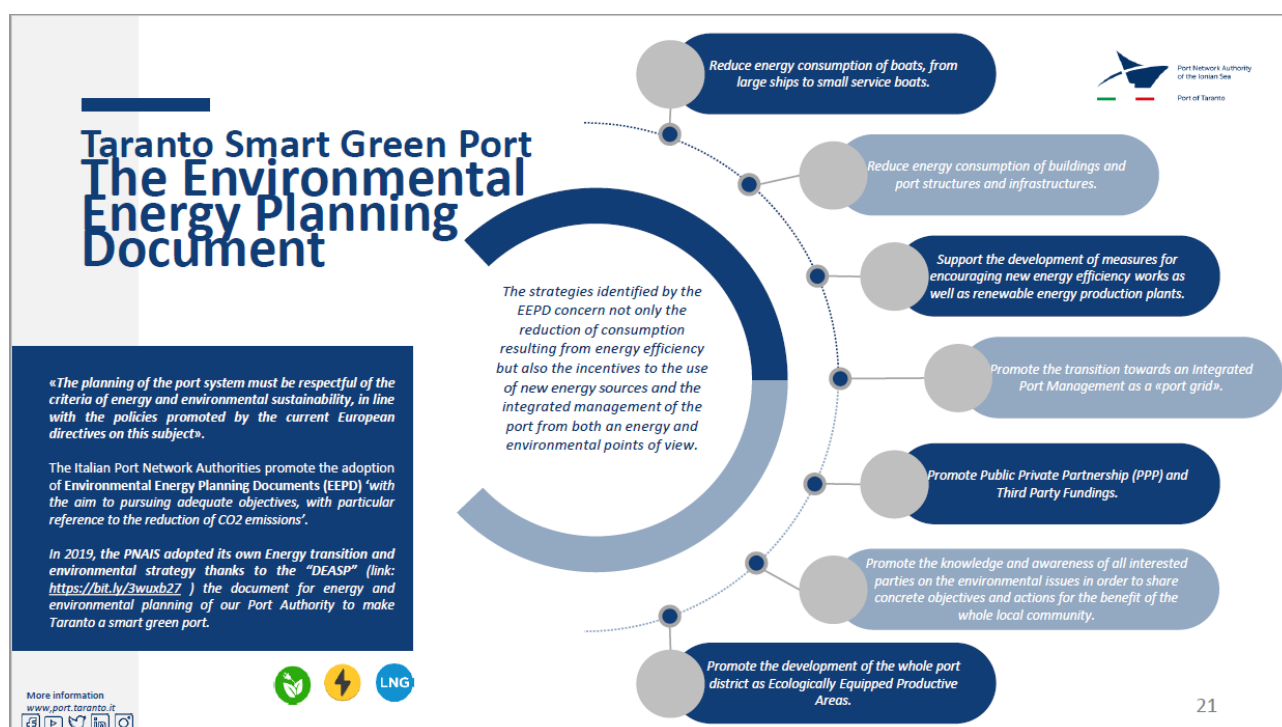 Taranto Smart Green Port
The Environmental
Energy Planning
Document
«The planning of the port system must be respectful of the
criteria of energy and environmental sustainability, in line
with the policies promoted by the current European
directives on this subject».
The Italian Port Network Authorities promote the adoption
of Environmental Energy Planning Documents (EEPD) 'with
the aim to pursuing adequate objectives, with particular
reference to the reduction of CO2 emissions'.
In 2019, the PNAIS adopted its own Energy transition and
environmental strategy thanks to the “DEASP” (link:
https://bit.ly/3wuxb27 ) the document for energy and
environmental planning of our Port Authority to make
Taranto a smart green port.
LNG
More information
www.port.taranto.it
The strategies identified by the
EEPD concern not only the
reduction of consumption
resulting from energy efficiency
but also the incentives to the use
of new energy sources and the
integrated management of the
port from both an energy and
environmental points of view.
Reduce energy consumption of boats, from
large ships to small service boats.
Reduce energy consumption of buildings and
port structures and infrastructures.
Support the development of measures for
encouraging new energy efficiency works as
well as renewable energy production plants.
Promote the transition towards an Integrated
Port Management as a «port grid».
Promote Public Private Partnership (PPP) and
Third Party Fundings.
Promote the knowledge and awareness of all interested
parties on the environmental issues in order to share
concrete objectives and actions for the benefit of the
whole local community.
Promote the development of the whole port
district as Ecologically Equipped Productive
Areas.
Port Network Authority
of the Ionian Sea
Port of Taranto
21